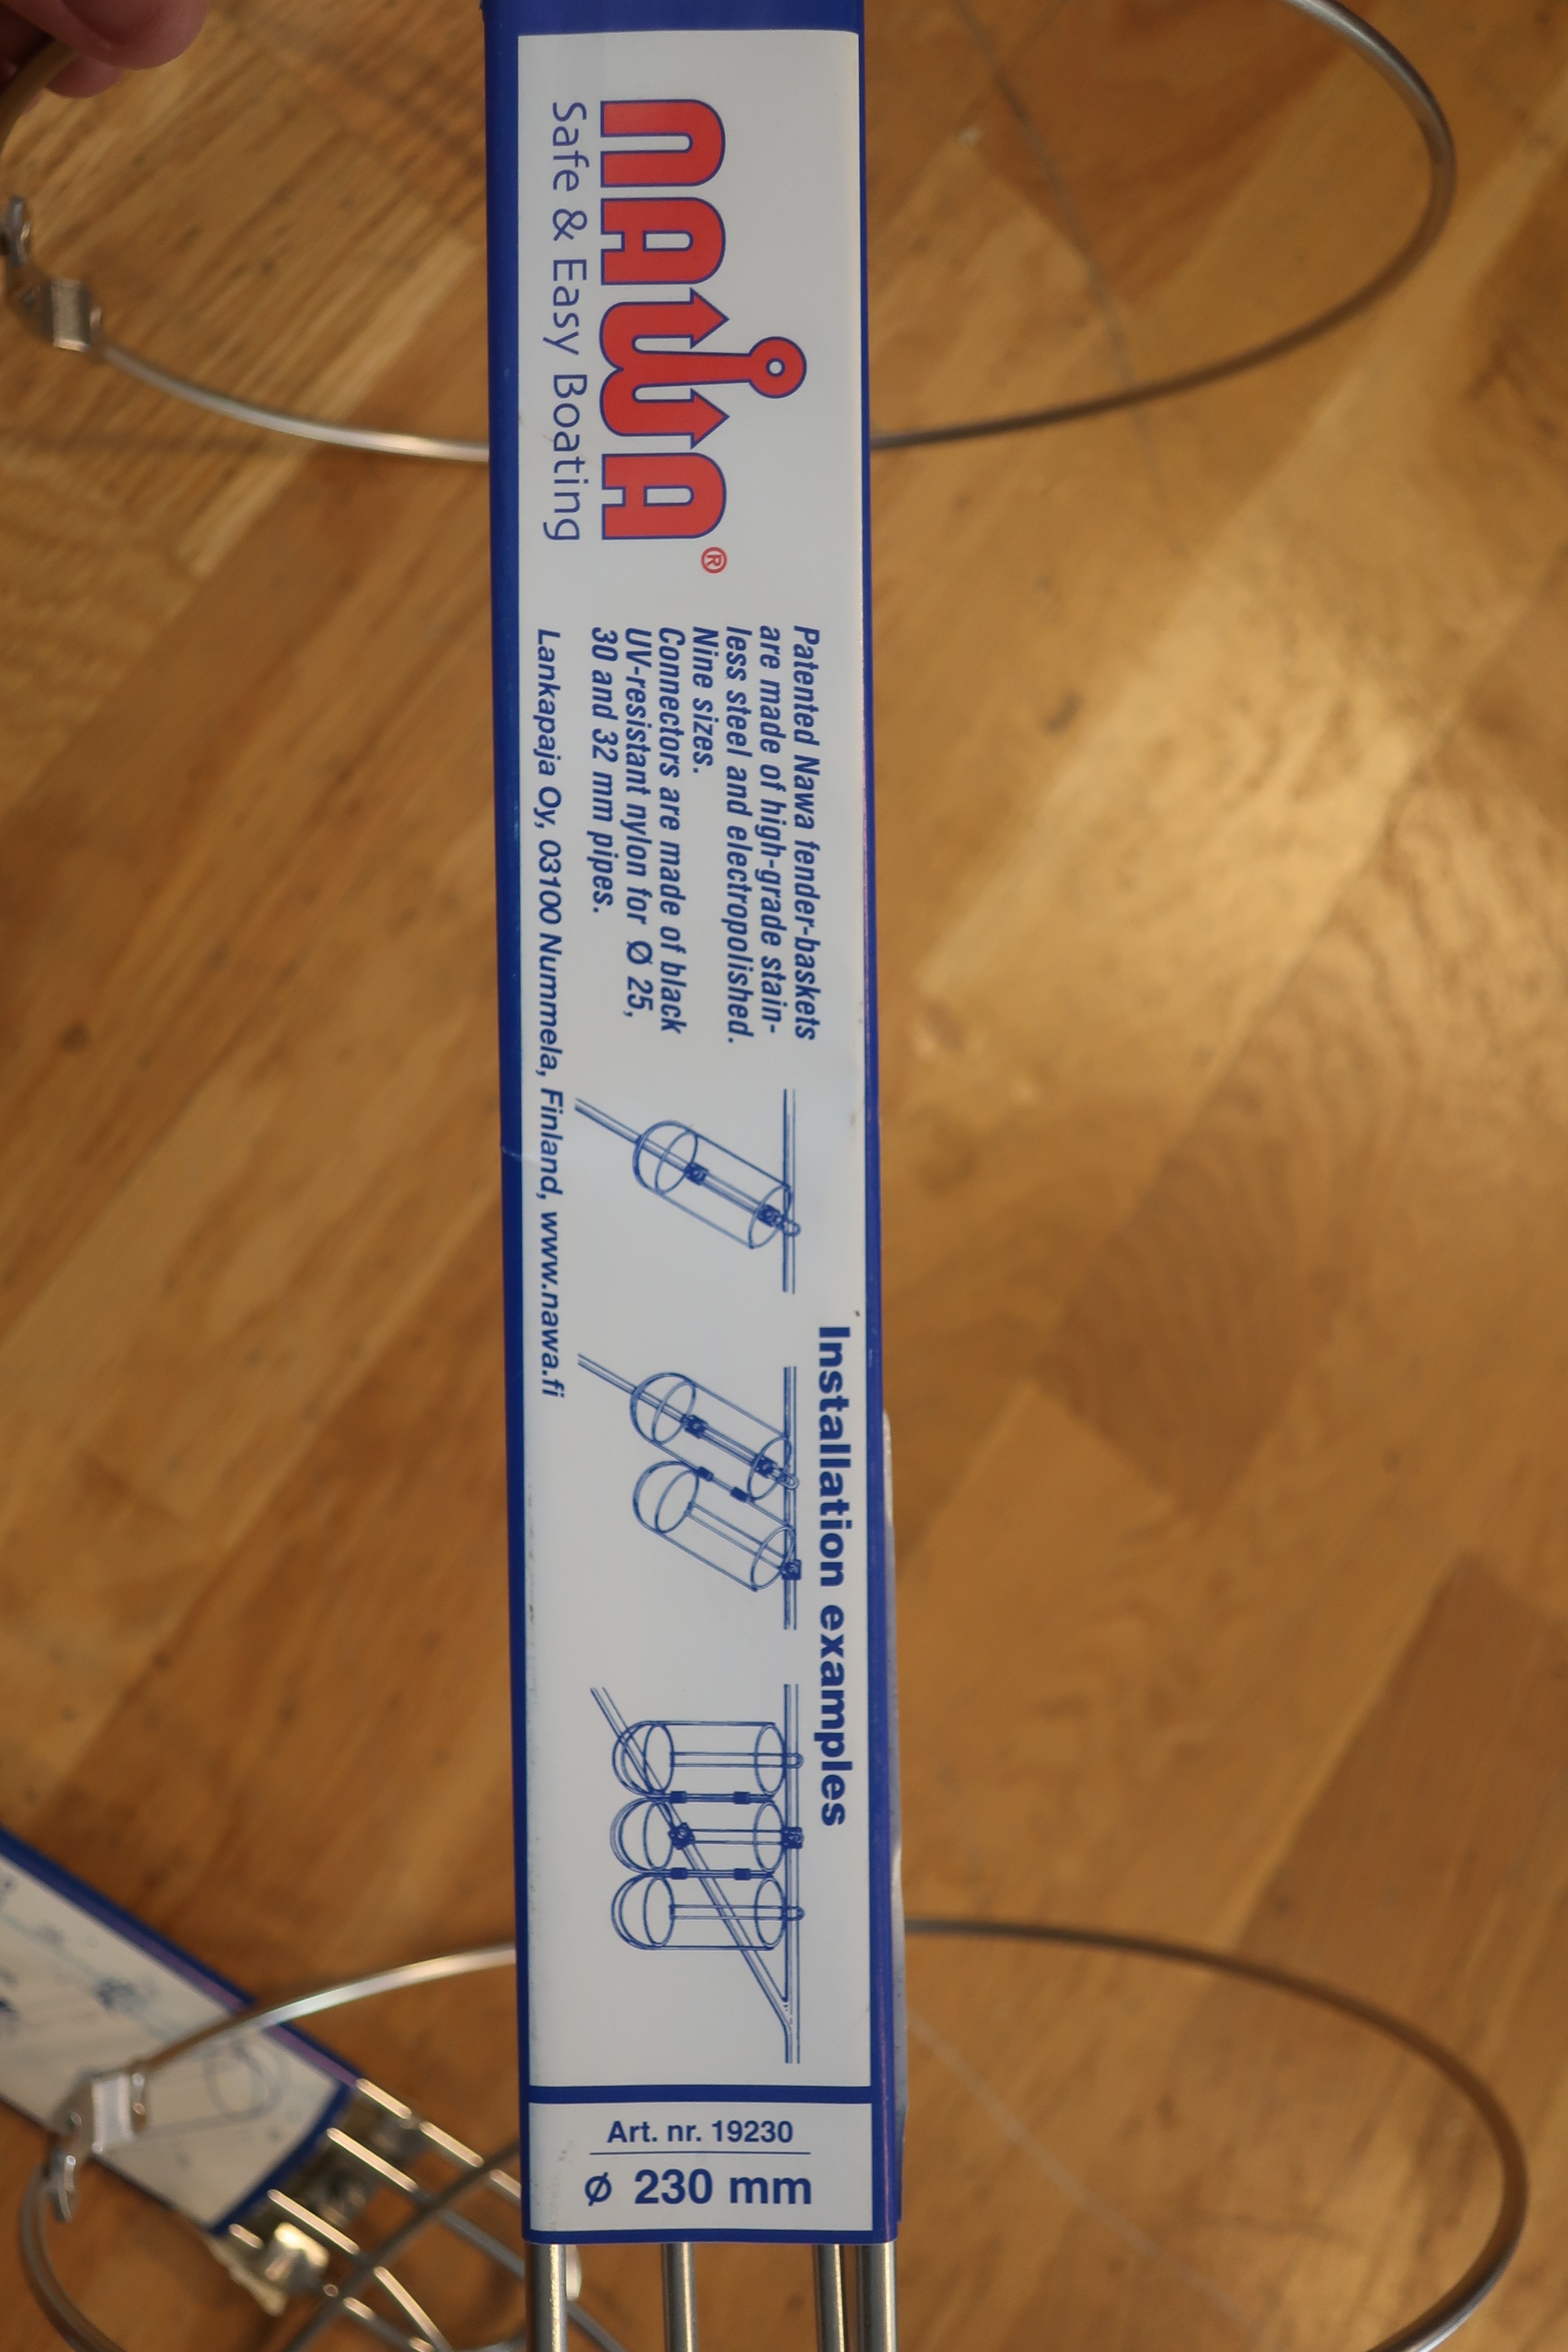 nawa®
Safe & Easy Boating
Patented Nawa fender-baskets
are made of high-grade stain-
less steel and electropolished.
Nine sizes.
Connectors are made of black
UV-resistant nylon for Ø 25,
30 and 32 mm pipes.
Lankapaja Oy, 03100 Nummela, Finland, www.nawa.fi
Installation examples
Art. nr. 19230
Ø 230 mm